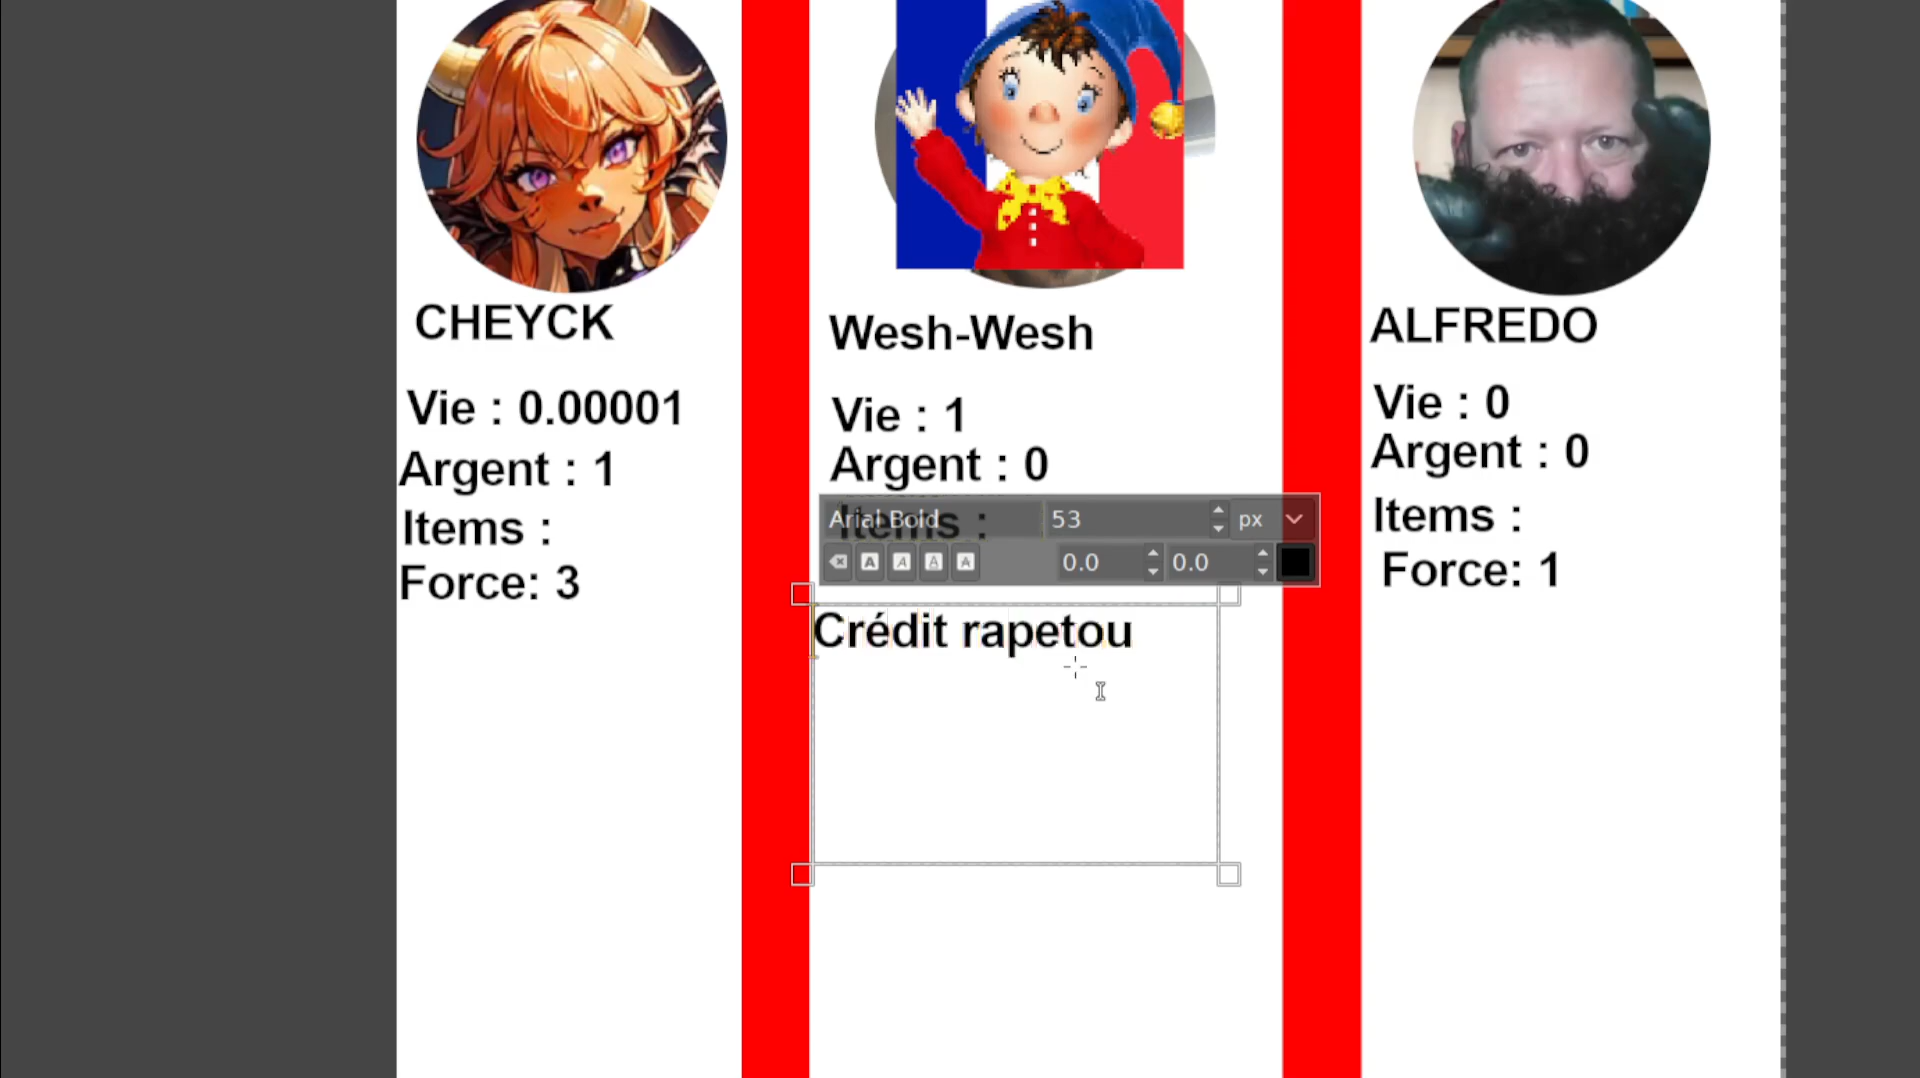 CHEYCK
Vie : 0.00001
Argent : 1
Items :
Force: 3
Wesh-Wesh
Vie : 1
Argent : 0
Items :
Arial Bold 53 px
A A A A 0.0 0.0
Crédit rapetou
ALFREDO
Vie : 0
Argent : 0
Items :
Force: 1